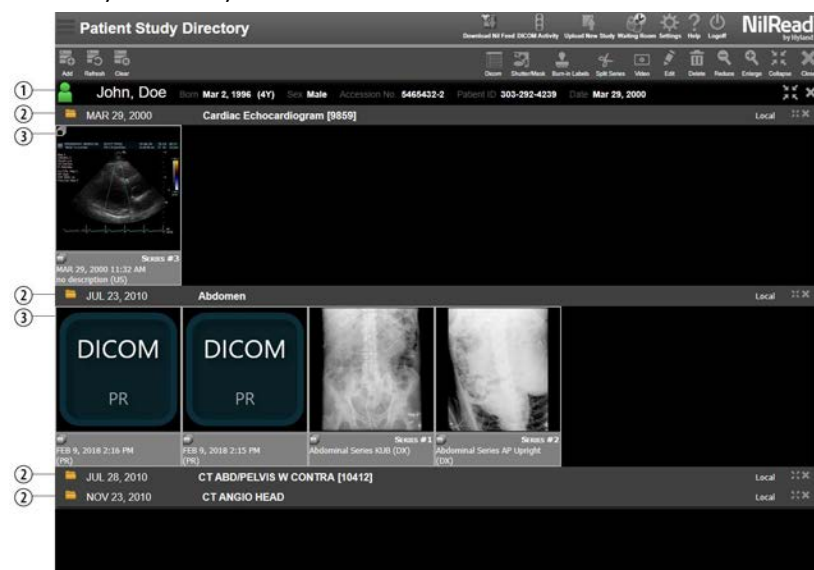 Patient Study Directory
Download Nil Feed DICOM Activity Upload New Study Waiting Room Settings Help Logoff
NilRead
by Hyland
Add Refresh Clear
Dicom Shutter/Mask Burn-in Labels Split Series Video Edit Delete Reduce Enlarge Collapse Close
1 John, Doe Born Mar 2, 1996 (4Y) Sex Male Accession No. 5465432-2 Patient ID 303-292-4239 Date Mar 29, 2000
2 MAR 29, 2000 Cardiac Echocardiogram [9859] Local
3
SERIES #3
MAR 29, 2000 11:32 AM
no description (US)
2 JUL 23, 2010 Abdomen Local
3
DICOM DICOM
PR PR
SERIES #1 SERIES #2
FEB 9, 2018 2:16 PM FEB 9, 2018 2:15 PM Abdominal Series KUB (DX) Abdominal Series AP Upright
(PR) (PR) (DX)
2 JUL 28, 2010 CT ABD/PELVIS W CONTRA [10412] Local
2 NOV 23, 2010 CT ANGIO HEAD Local